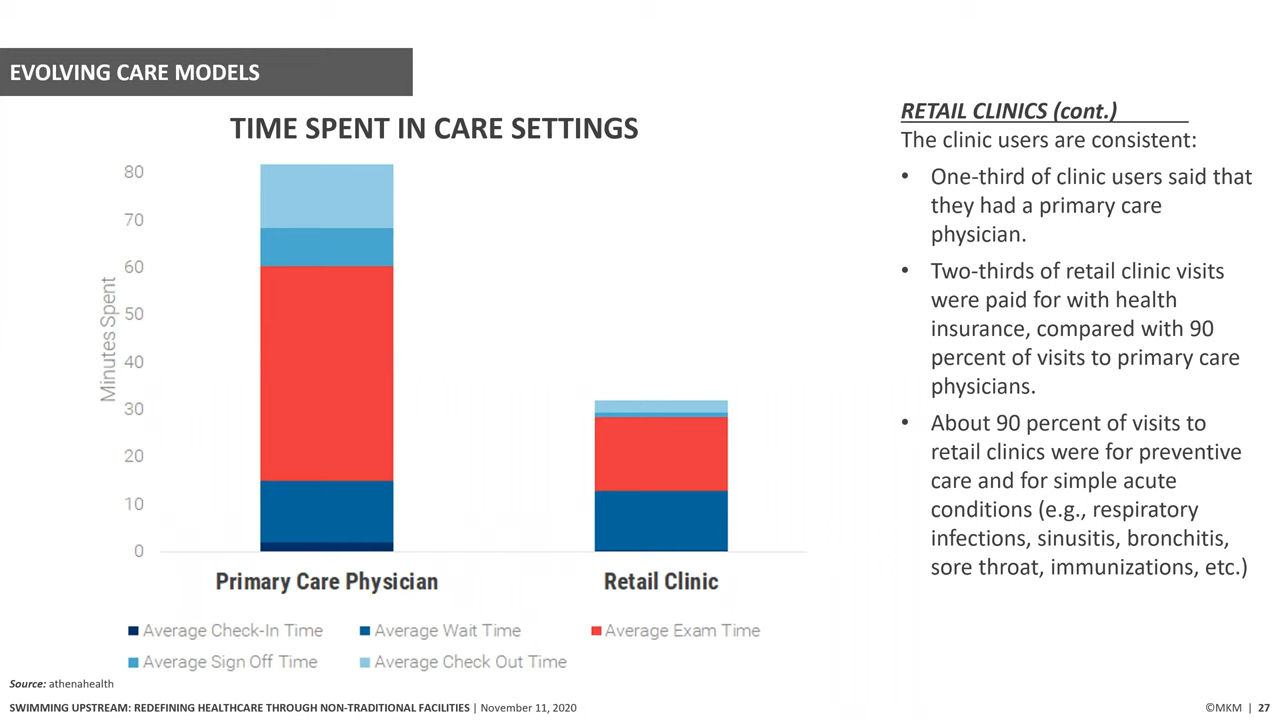 EVOLVING CARE MODELS
TIME SPENT IN CARE SETTINGS
Minutes Spent
80
70
60
50
40
30
20
10
0
Primary Care Physician
Retail Clinic
Average Check-In Time
Average Wait Time
Average Exam Time
Average Sign Off Time
Average Check Out Time
RETAIL CLINICS (cont.)
The clinic users are consistent:
• One-third of clinic users said that
they had a primary care
physician.
• Two-thirds of retail clinic visits
were paid for with health
insurance, compared with 90
percent of visits to primary care
physicians.
• About 90 percent of visits to
retail clinics were for preventive
care and for simple acute
conditions (e.g., respiratory
infections, sinusitis, bronchitis,
sore throat, immunizations, etc.)
Source: athenahealth
SWIMMING UPSTREAM: REDEFINING HEALTHCARE THROUGH NON-TRADITIONAL FACILITIES | November 11, 2020
©MKM | 27